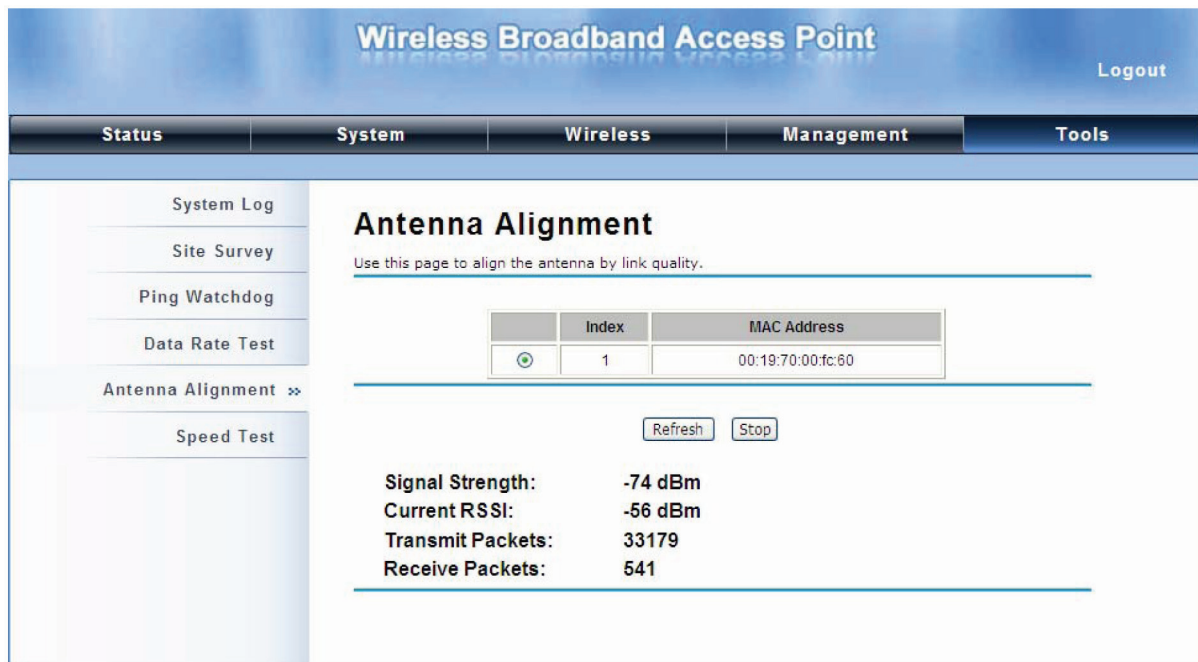 Wireless Broadband Access Point
Logout
Status System Wireless Management Tools
System Log
Site Survey
Ping Watchdog
Data Rate Test
Antenna Alignment »
Speed Test
Antenna Alignment
Use this page to align the antenna by link quality.
Index MAC Address
1 00:19:70:00:fc:60
Refresh Stop
Signal Strength: -74 dBm
Current RSSI: -56 dBm
Transmit Packets: 33179
Receive Packets: 541